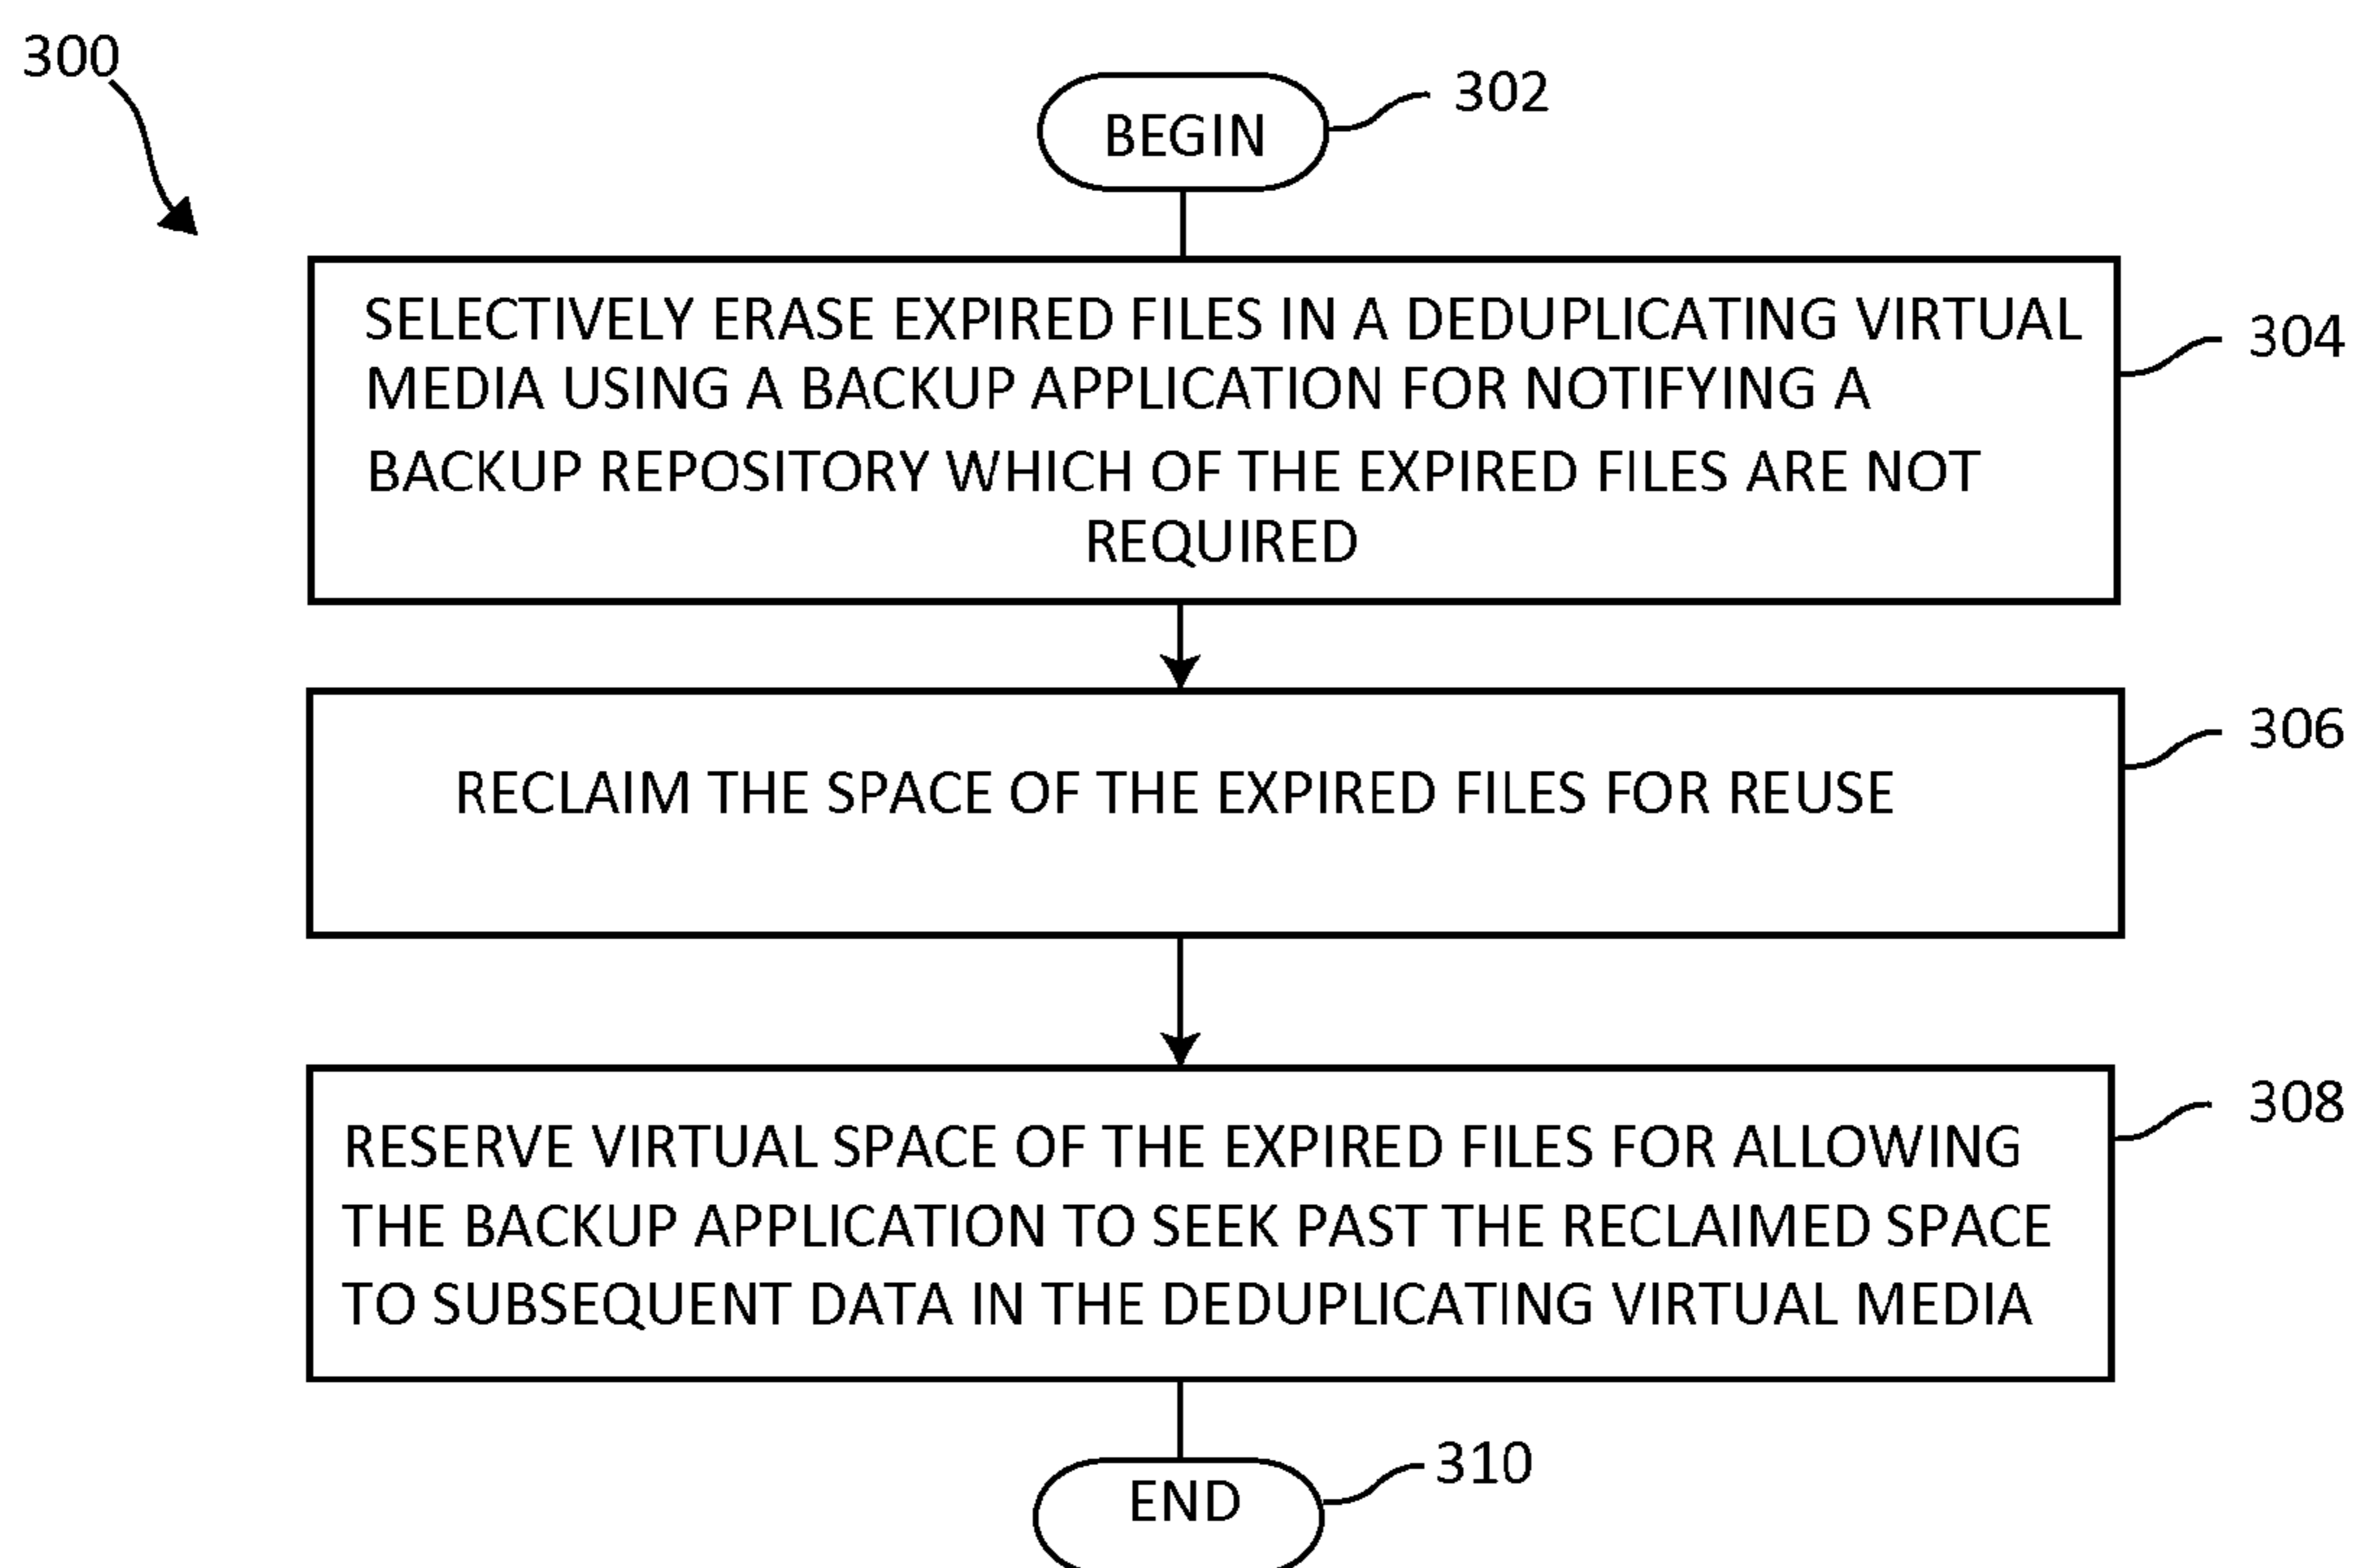 300
BEGIN
302
SELECTIVELY ERASE EXPIRED FILES IN A DEDUPLICATING VIRTUAL
MEDIA USING A BACKUP APPLICATION FOR NOTIFYING A
BACKUP REPOSITORY WHICH OF THE EXPIRED FILES ARE NOT
REQUIRED
304
RECLAIM THE SPACE OF THE EXPIRED FILES FOR REUSE
306
RESERVE VIRTUAL SPACE OF THE EXPIRED FILES FOR ALLOWING
THE BACKUP APPLICATION TO SEEK PAST THE RECLAIMED SPACE
TO SUBSEQUENT DATA IN THE DEDUPLICATING VIRTUAL MEDIA
308
END
310